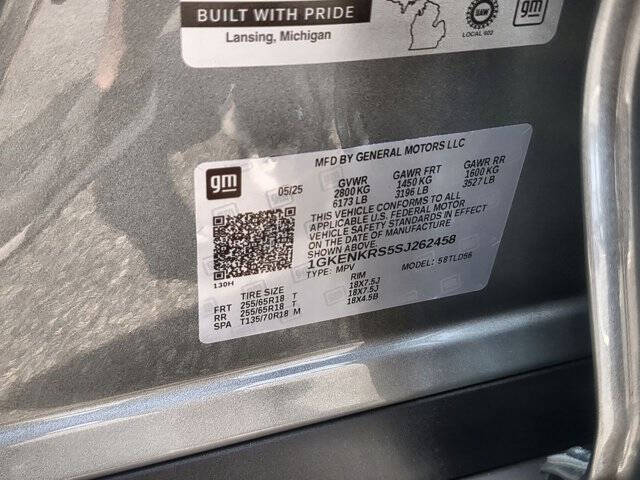 BUILT WITH PRIDE
Lansing, Michigan
UAW
LOCAL 602
gm
gm
MFD BY GENERAL MOTORS LLC
05/25 GVWR GAWR FRT GAWR RR
2800 KG 1450 KG 1600 KG
6173 LB 3196 LB 3527 LB
THIS VEHICLE CONFORMS TO ALL
APPLICABLE U.S. FEDERAL MOTOR
VEHICLE SAFETY STANDARDS IN EFFECT
ON THE DATE OF MANUFACTURE
1GKENKRS5SJ262458
130H TYPE: MPV MODEL: 58TLD56
TIRE SIZE RIM
FRT 255/65R18 T 18X7.5J
RR 255/65R18 T 18X7.5J
SPA T135/70R18 M 18X4.5B